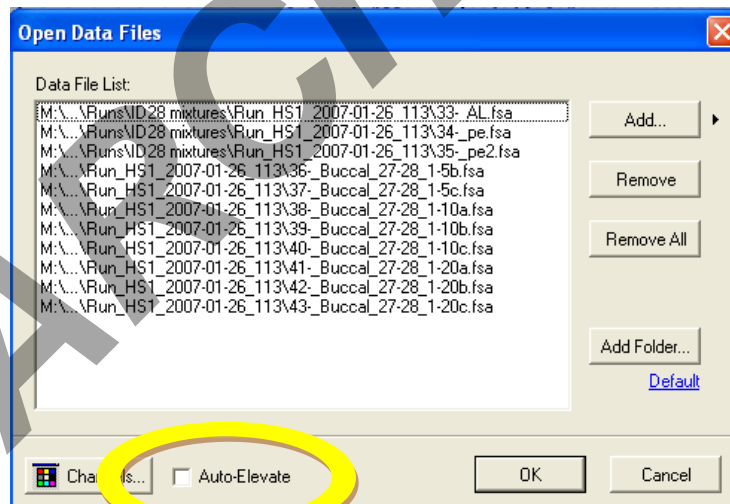 Open Data Files
Data File List:
M:\...\Runs\ID28 mixtures\Run_HS1_2007-01-26_113\33-_AL.fsa
M:\...\Runs\ID28 mixtures\Run_HS1_2007-01-26_113\34-_pe.fsa
M:\...\Runs\ID28 mixtures\Run_HS1_2007-01-26_113\35-_pe2.fsa
M:\...\Run_HS1_2007-01-26_113\36-_Buccal_27-28_1-5b.fsa
M:\...\Run_HS1_2007-01-26_113\37-_Buccal_27-28_1-5c.fsa
M:\...\Run_HS1_2007-01-26_113\38-_Buccal_27-28_1-10a.fsa
M:\...\Run_HS1_2007-01-26_113\39-_Buccal_27-28_1-10b.fsa
M:\...\Run_HS1_2007-01-26_113\40-_Buccal_27-28_1-10c.fsa
M:\...\Run_HS1_2007-01-26_113\41-_Buccal_27-28_1-20a.fsa
M:\...\Run_HS1_2007-01-26_113\42-_Buccal_27-28_1-20b.fsa
M:\...\Run_HS1_2007-01-26_113\43-_Buccal_27-28_1-20c.fsa
Add...
Remove
Remove All
Add Folder...
Default
Auto-Elevate
OK
Cancel